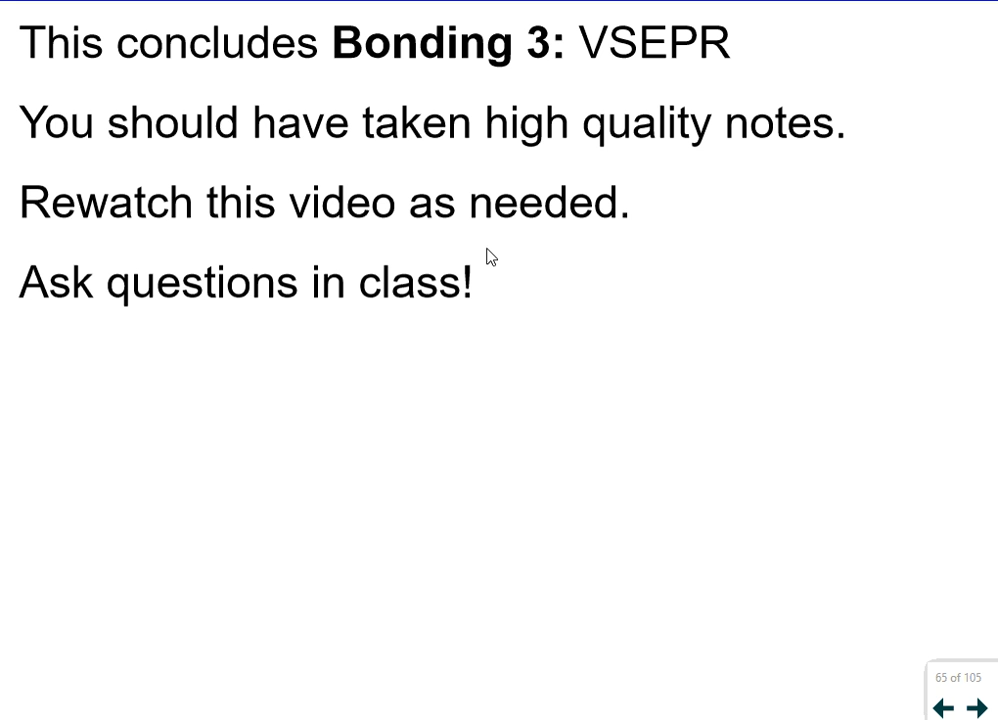 This concludes Bonding 3: VSEPR
You should have taken high quality notes.
Rewatch this video as needed.
Ask questions in class!
65 of 105